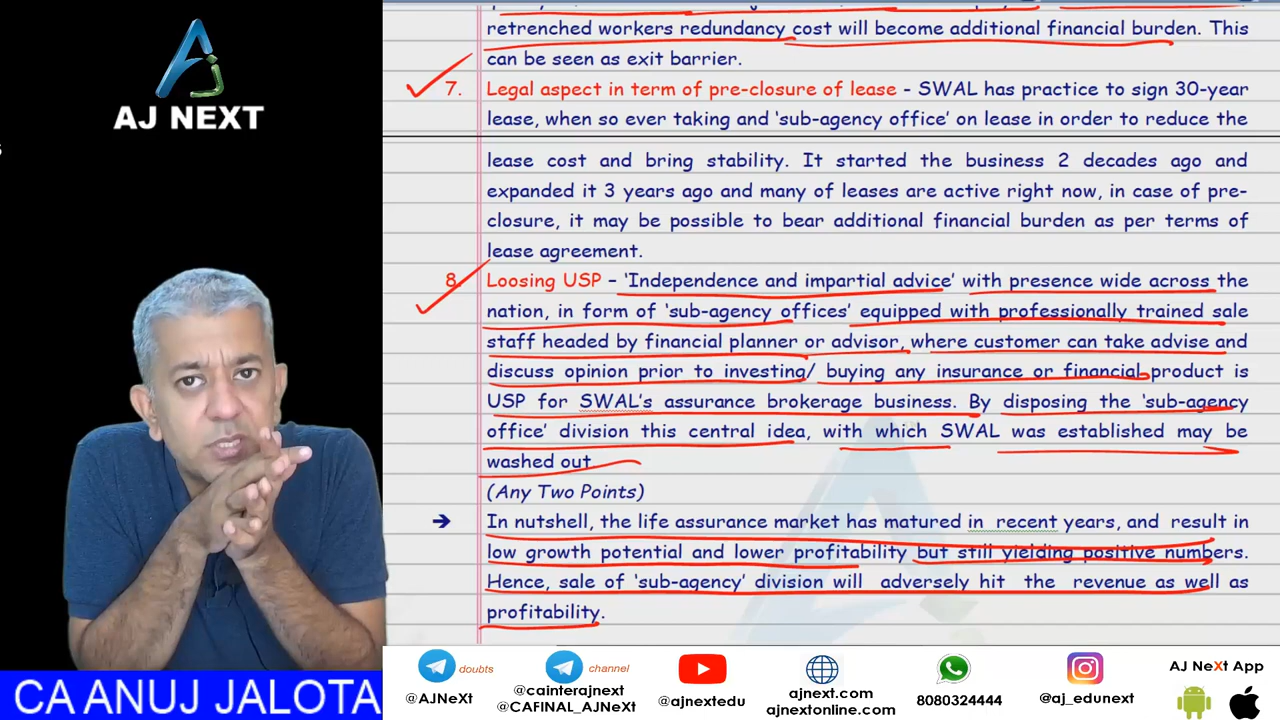 AJ NEXT
retrenched workers redundancy cost will become additional financial burden. This
can be seen as exit barrier.
7. Legal aspect in term of pre-closure of lease - SWAL has practice to sign 30-year
lease, when so ever taking and ‘sub-agency office’ on lease in order to reduce the
lease cost and bring stability. It started the business 2 decades ago and
expanded it 3 years ago and many of leases are active right now, in case of pre-
closure, it may be possible to bear additional financial burden as per terms of
lease agreement.
8. Loosing USP – ‘Independence and impartial advice’ with presence wide across the
nation, in form of ‘sub-agency offices’ equipped with professionally trained sale
staff headed by financial planner or advisor, where customer can take advise and
discuss opinion prior to investing/ buying any insurance or financial product is
USP for SWAL’s assurance brokerage business. By disposing the ‘sub-agency
office’ division this central idea, with which SWAL was established may be
washed out.
(Any Two Points)
➔ In nutshell, the life assurance market has matured in recent years, and result in
low growth potential and lower profitability but still yielding positive numbers.
Hence, sale of ‘sub-agency’ division will adversely hit the revenue as well as
profitability.
CA ANUJ JALOTA
doubts
@AJNeXt
channel
@cainterajnext
@CAFINAL_AJNeXt
@ajnextedu
ajnext.com
ajnextonline.com
8080324444
@aj_edunext
AJ NeXt App